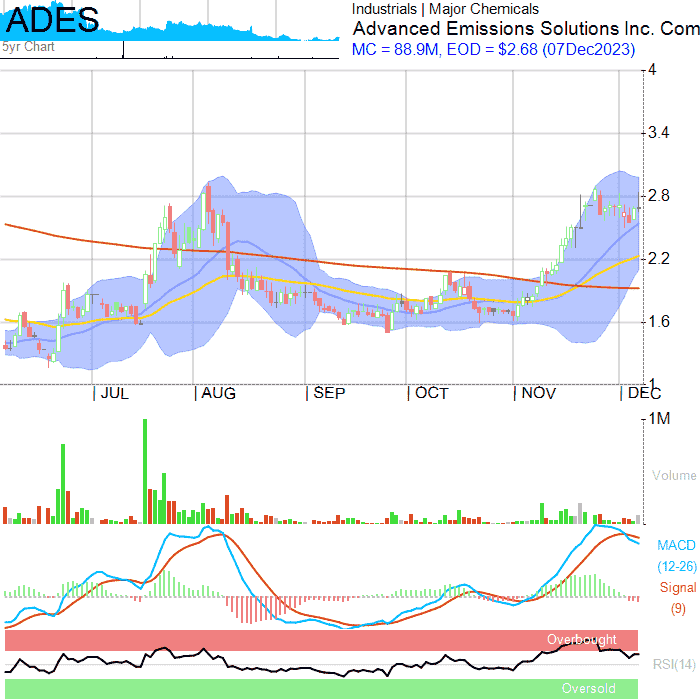 ADES
5yr Chart
Industrials | Major Chemicals
Advanced Emissions Solutions Inc. Com
MC = 88.9M, EOD = $2.68 (07Dec2023)
4
3.4
2.8
2.2
1.6
1
JUL
AUG
SEP
OCT
NOV
DEC
1M
Volume
MACD
(12-26)
Signal
(9)
Overbought
RSI(14)
Oversold